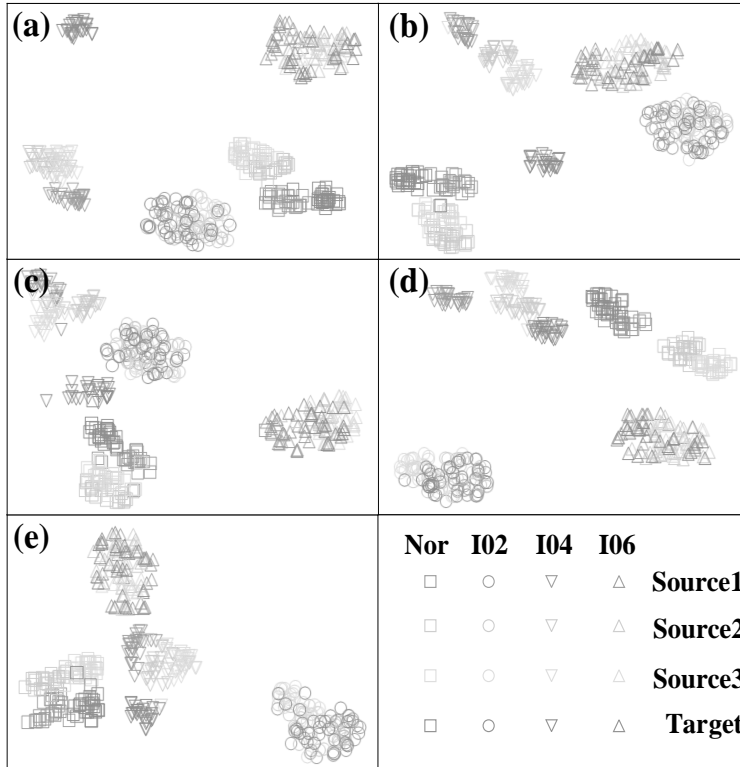 (a)
(b)
(c)
(d)
(e)
Nor I02 I04 I06
Source1
Source2
Source3
Target